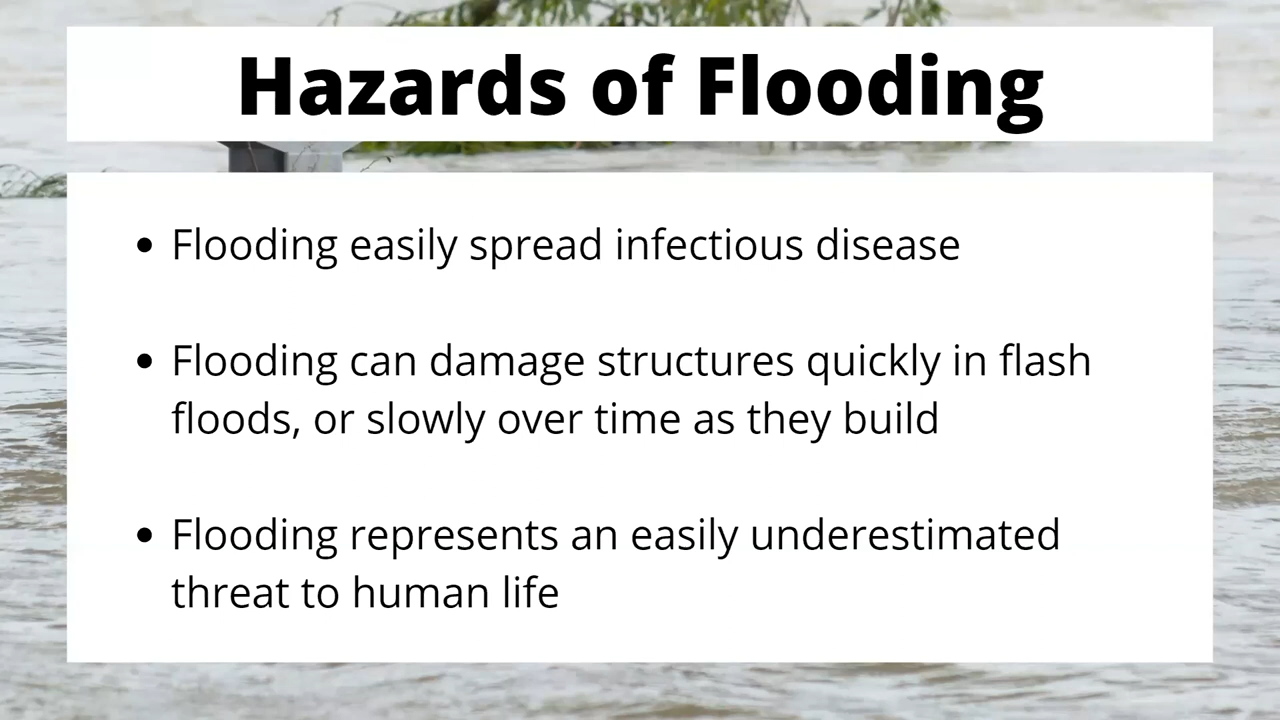 Hazards of Flooding
• Flooding easily spread infectious disease
• Flooding can damage structures quickly in flash
floods, or slowly over time as they build
• Flooding represents an easily underestimated
threat to human life